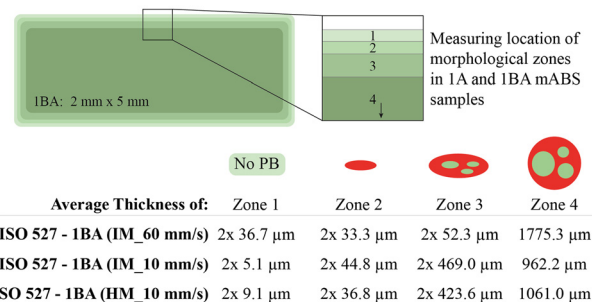 1
2
3
4
1BA: 2 mm x 5 mm
Measuring location of
morphological zones
in 1A and 1BA mABS
samples
No PB
Average Thickness of: Zone 1 Zone 2 Zone 3 Zone 4
ISO 527 - 1BA (IM_60 mm/s) 2x 36.7 µm 2x 33.3 µm 2x 52.3 µm 1775.3 µm
ISO 527 - 1BA (IM_10 mm/s) 2x 5.1 µm 2x 44.8 µm 2x 469.0 µm 962.2 µm
SO 527 - 1BA (HM_10 mm/s) 2x 9.1 µm 2x 36.8 µm 2x 423.6 µm 1061.0 µm